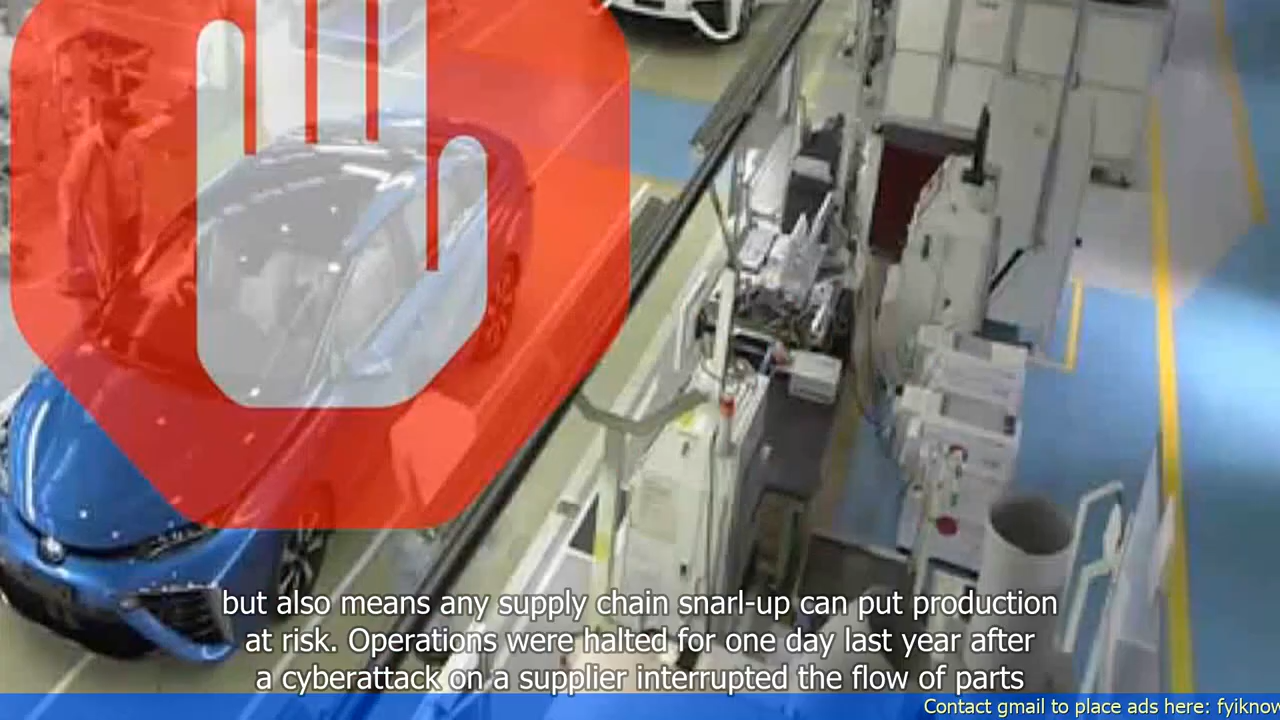 but also means any supply chain snarl-up can put production
at risk. Operations were halted for one day last year after
a cyberattack on a supplier interrupted the flow of parts
Contact gmail to place ads here: fyiknow